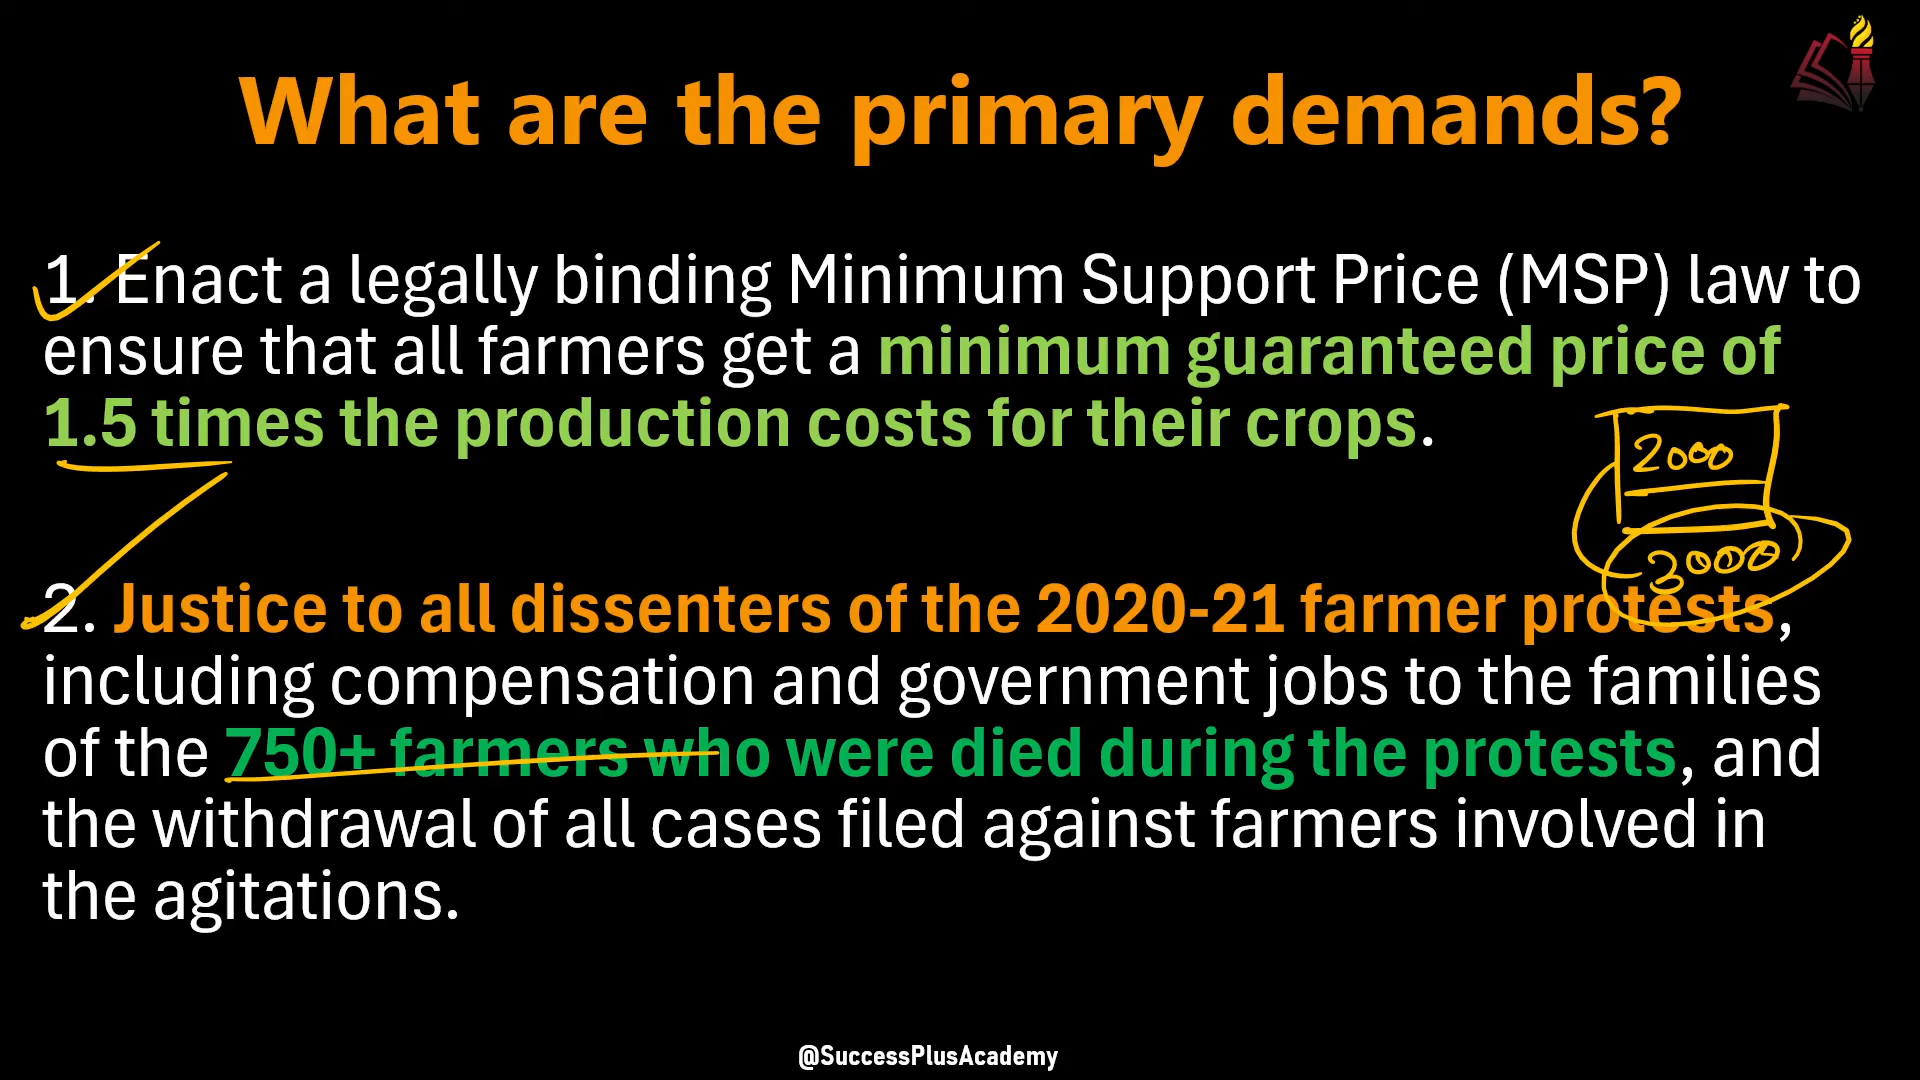 What are the primary demands?
1. Enact a legally binding Minimum Support Price (MSP) law to
ensure that all farmers get a minimum guaranteed price of
1.5 times the production costs for their crops.
2000
3000
2. Justice to all dissenters of the 2020-21 farmer protests,
including compensation and government jobs to the families
of the 750+ farmers who were died during the protests, and
the withdrawal of all cases filed against farmers involved in
the agitations.
@SuccessPlusAcademy